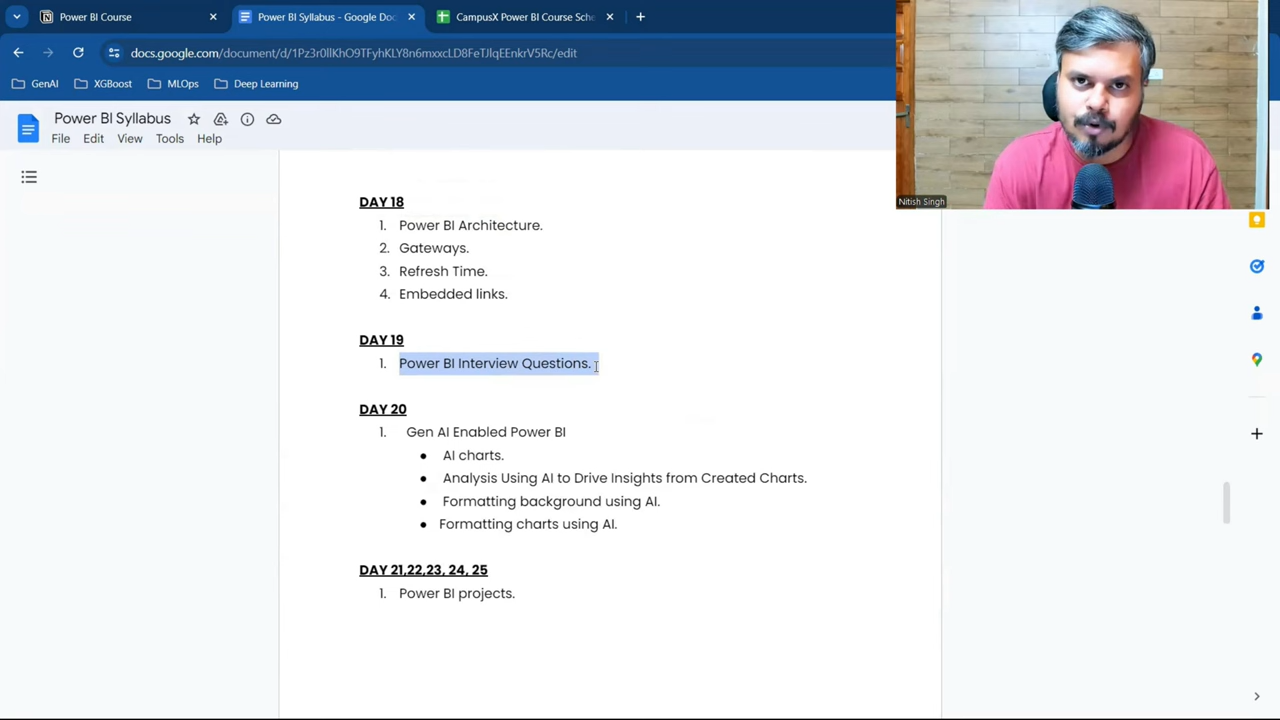 Power BI Course
Power BI Syllabus - Google Doc
CampusX Power BI Course Sche
docs.google.com/document/d/1Pz3r0llKhO9TFyhKLY8n6mxxcLD8FeTJlqEEnkrV5Rc/edit
GenAI
XGBoost
MLOps
Deep Learning
Power BI Syllabus
File Edit View Tools Help
Nitish Singh
DAY 18
1. Power BI Architecture.
2. Gateways.
3. Refresh Time.
4. Embedded links.
DAY 19
1. Power BI Interview Questions.
DAY 20
1. Gen AI Enabled Power BI
● AI charts.
● Analysis Using AI to Drive Insights from Created Charts.
● Formatting background using AI.
● Formatting charts using AI.
DAY 21,22,23, 24, 25
1. Power BI projects.